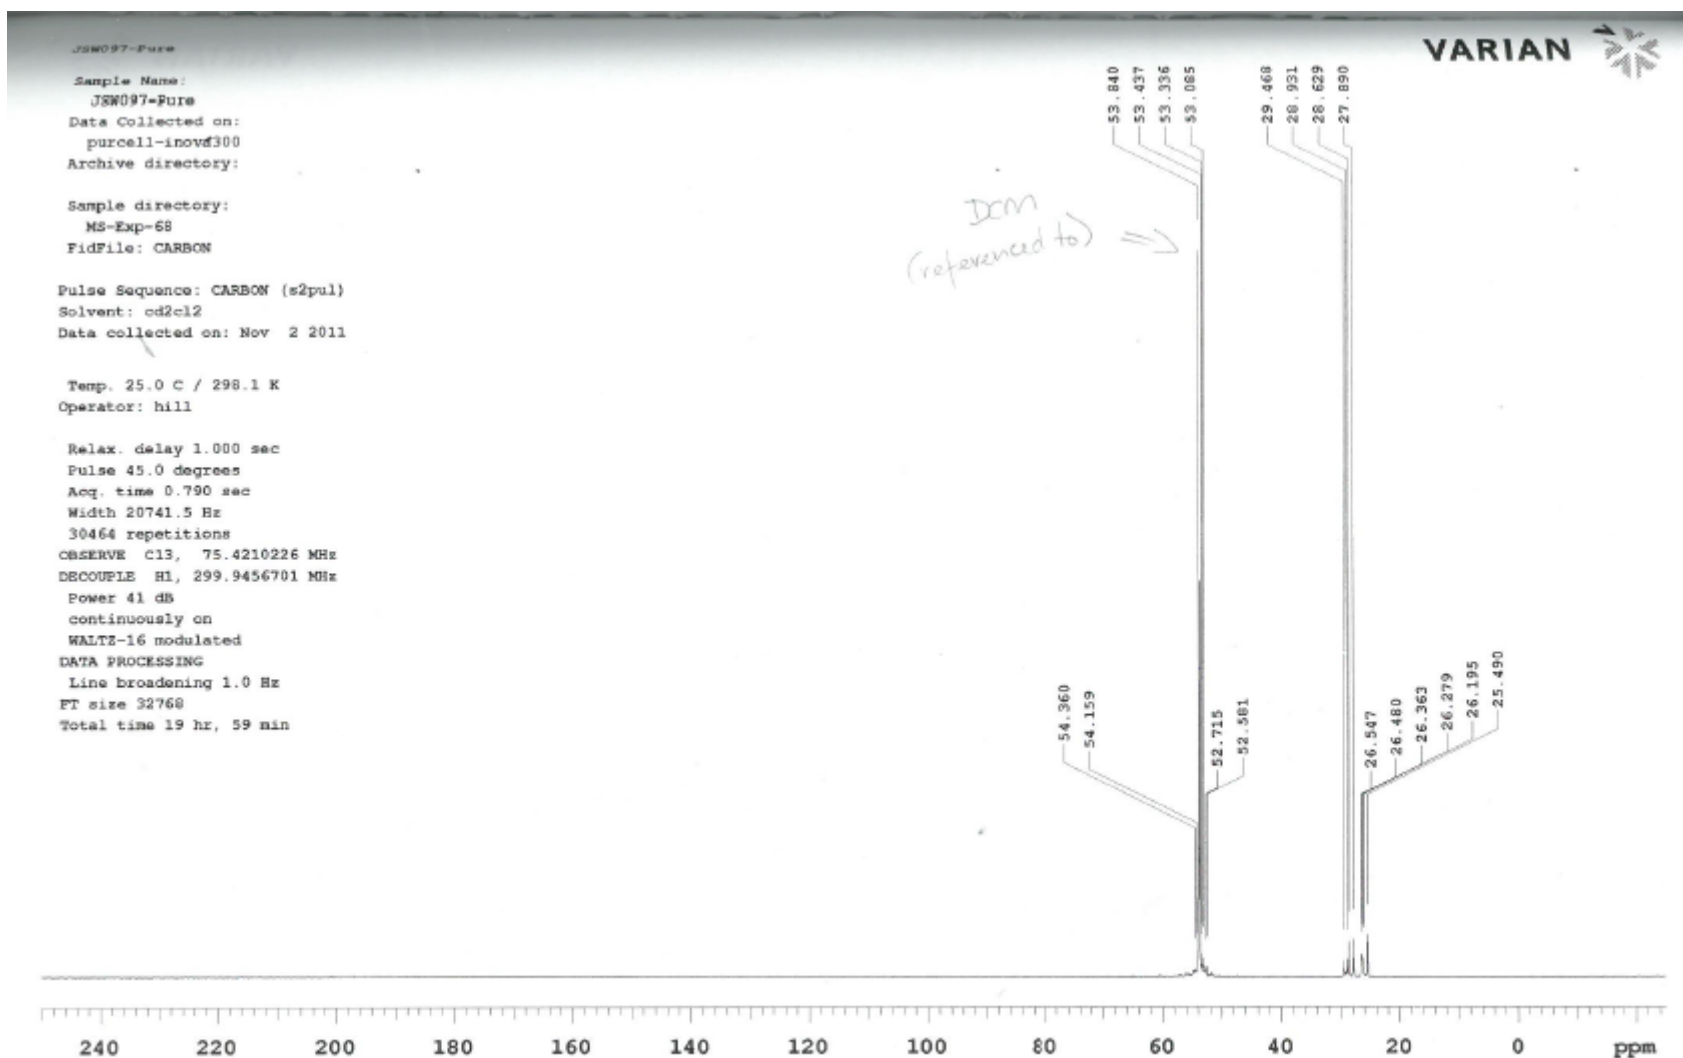 JSW097-Pure
VARIAN
Sample Name:
JSW097-Pure
Data Collected on:
purcell-inova300
Archive directory:
Sample directory:
MS-Exp-68
FidFile: CARBON
Pulse Sequence: CARBON (s2pul)
Solvent: cd2cl2
Data collected on: Nov 2 2011
Temp. 25.0 C / 298.1 K
Operator: hill
Relax. delay 1.000 sec
Pulse 45.0 degrees
Acq. time 0.790 sec
Width 20741.5 Hz
30464 repetitions
OBSERVE C13, 75.4210226 MHz
DECOUPLE H1, 299.9456701 MHz
Power 41 dB
continuously on
WALTZ-16 modulated
DATA PROCESSING
Line broadening 1.0 Hz
FT size 32768
Total time 19 hr, 59 min
53.840
53.437
53.336
53.085
29.468
28.931
28.629
27.890
DCM
(referenced to) ⇒
54.360
54.159
52.715
52.581
26.547
26.480
26.363
26.279
26.195
25.490
240 220 200 180 160 140 120 100 80 60 40 20 0 ppm